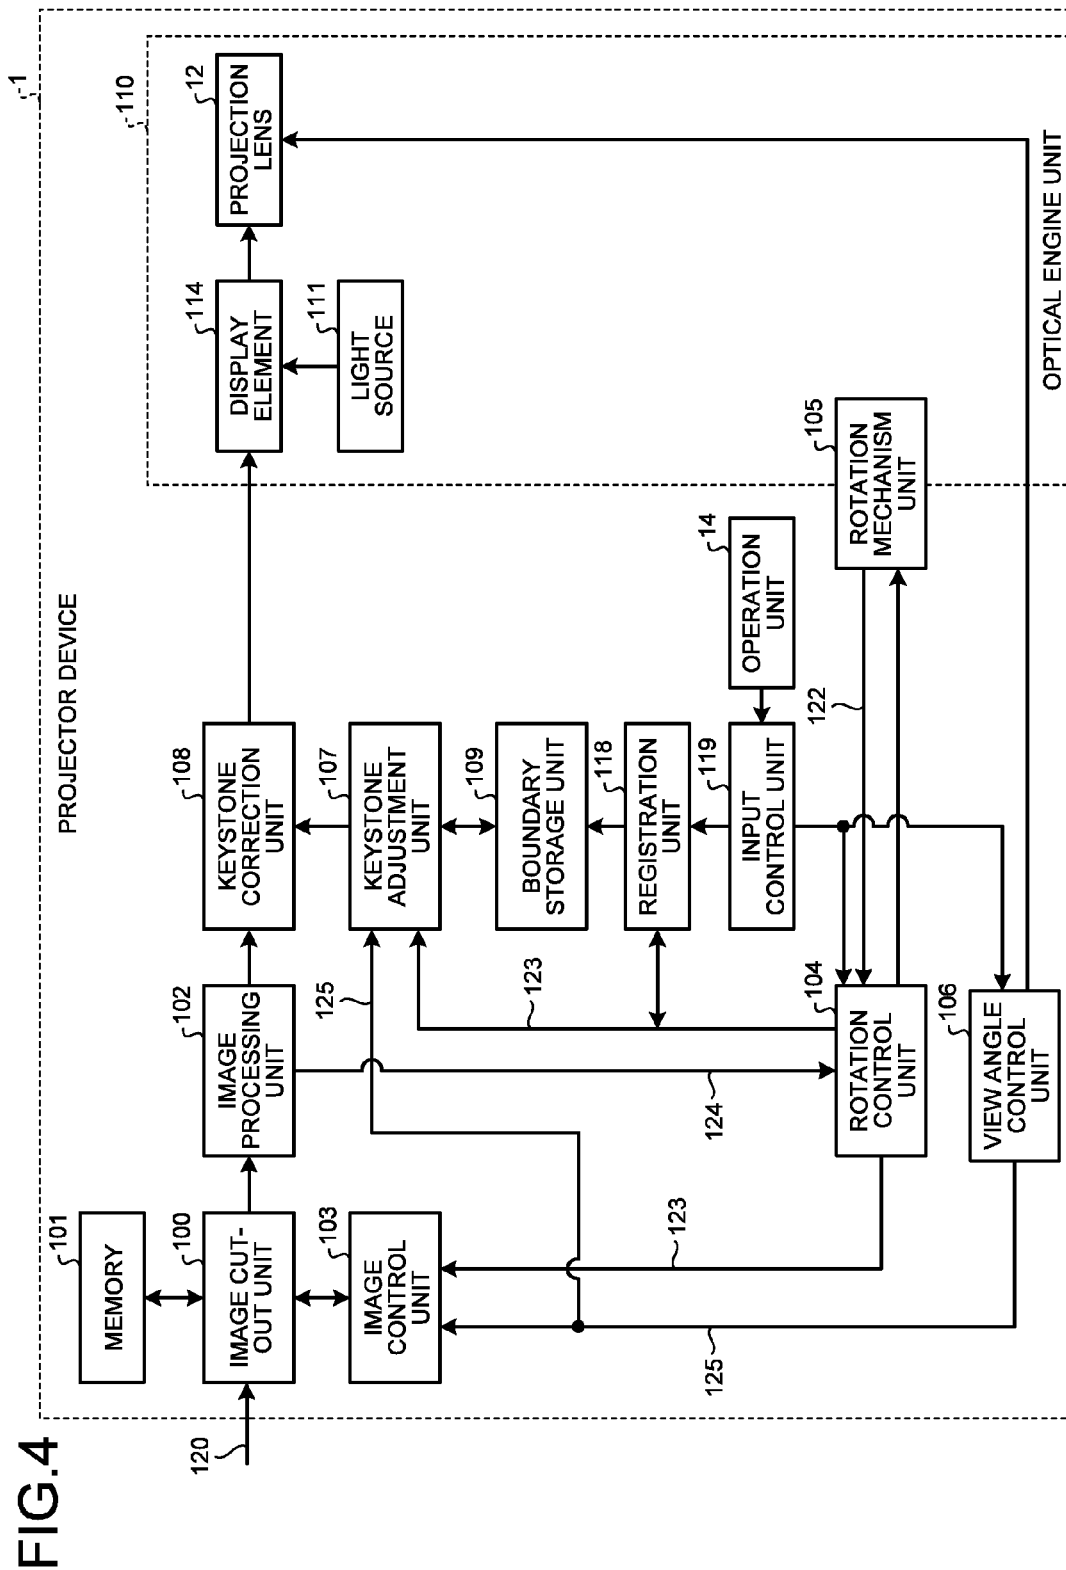 FIG.4
PROJECTOR DEVICE
1
110
101
MEMORY
120
100
IMAGE CUT-
OUT UNIT
102
IMAGE
PROCESSING
UNIT
108
KEYSTONE
CORRECTION
UNIT
114
DISPLAY
ELEMENT
12
PROJECTION
LENS
103
IMAGE
CONTROL
UNIT
125
107
KEYSTONE
ADJUSTMENT
UNIT
111
LIGHT
SOURCE
123
109
BOUNDARY
STORAGE UNIT
118
REGISTRATION
UNIT
124
119
INPUT
CONTROL UNIT
14
OPERATION
UNIT
123
125
104
ROTATION
CONTROL
UNIT
122
105
ROTATION
MECHANISM
UNIT
106
VIEW ANGLE
CONTROL
UNIT
OPTICAL ENGINE UNIT